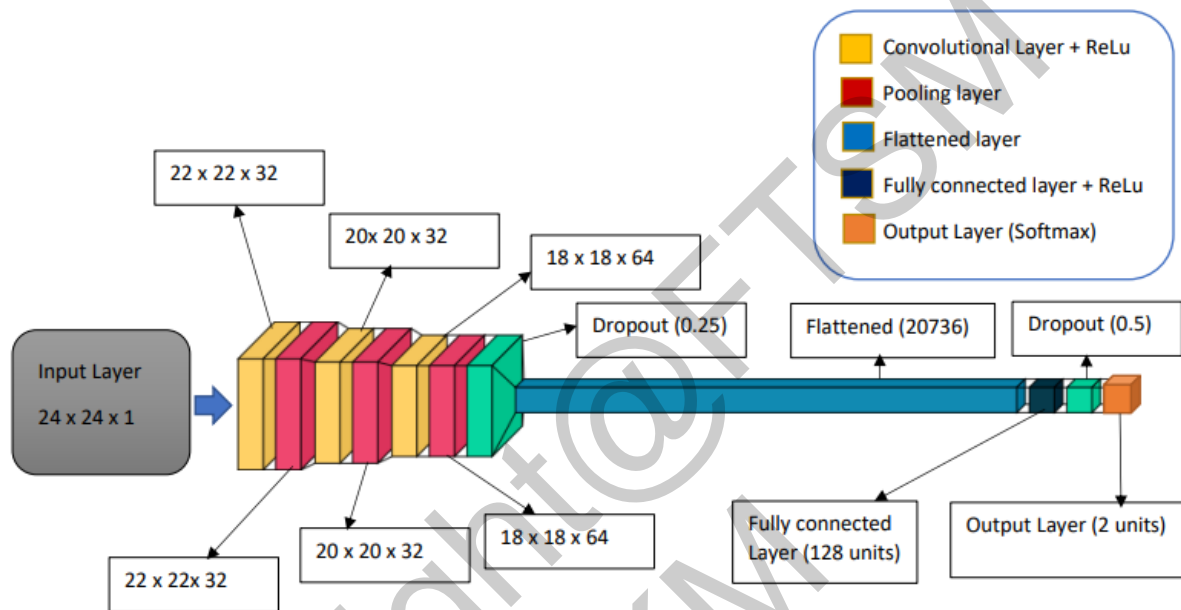 Convolutional Layer + ReLu
Pooling layer
Flattened layer
Fully connected layer + ReLu
Output Layer (Softmax)
22 x 22 x 32
20x 20 x 32
18 x 18 x 64
Dropout (0.25)
Flattened (20736)
Dropout (0.5)
Input Layer
24 x 24 x 1
22 x 22x 32
20 x 20 x 32
18 x 18 x 64
Fully connected
Layer (128 units)
Output Layer (2 units)
ght@FTSM